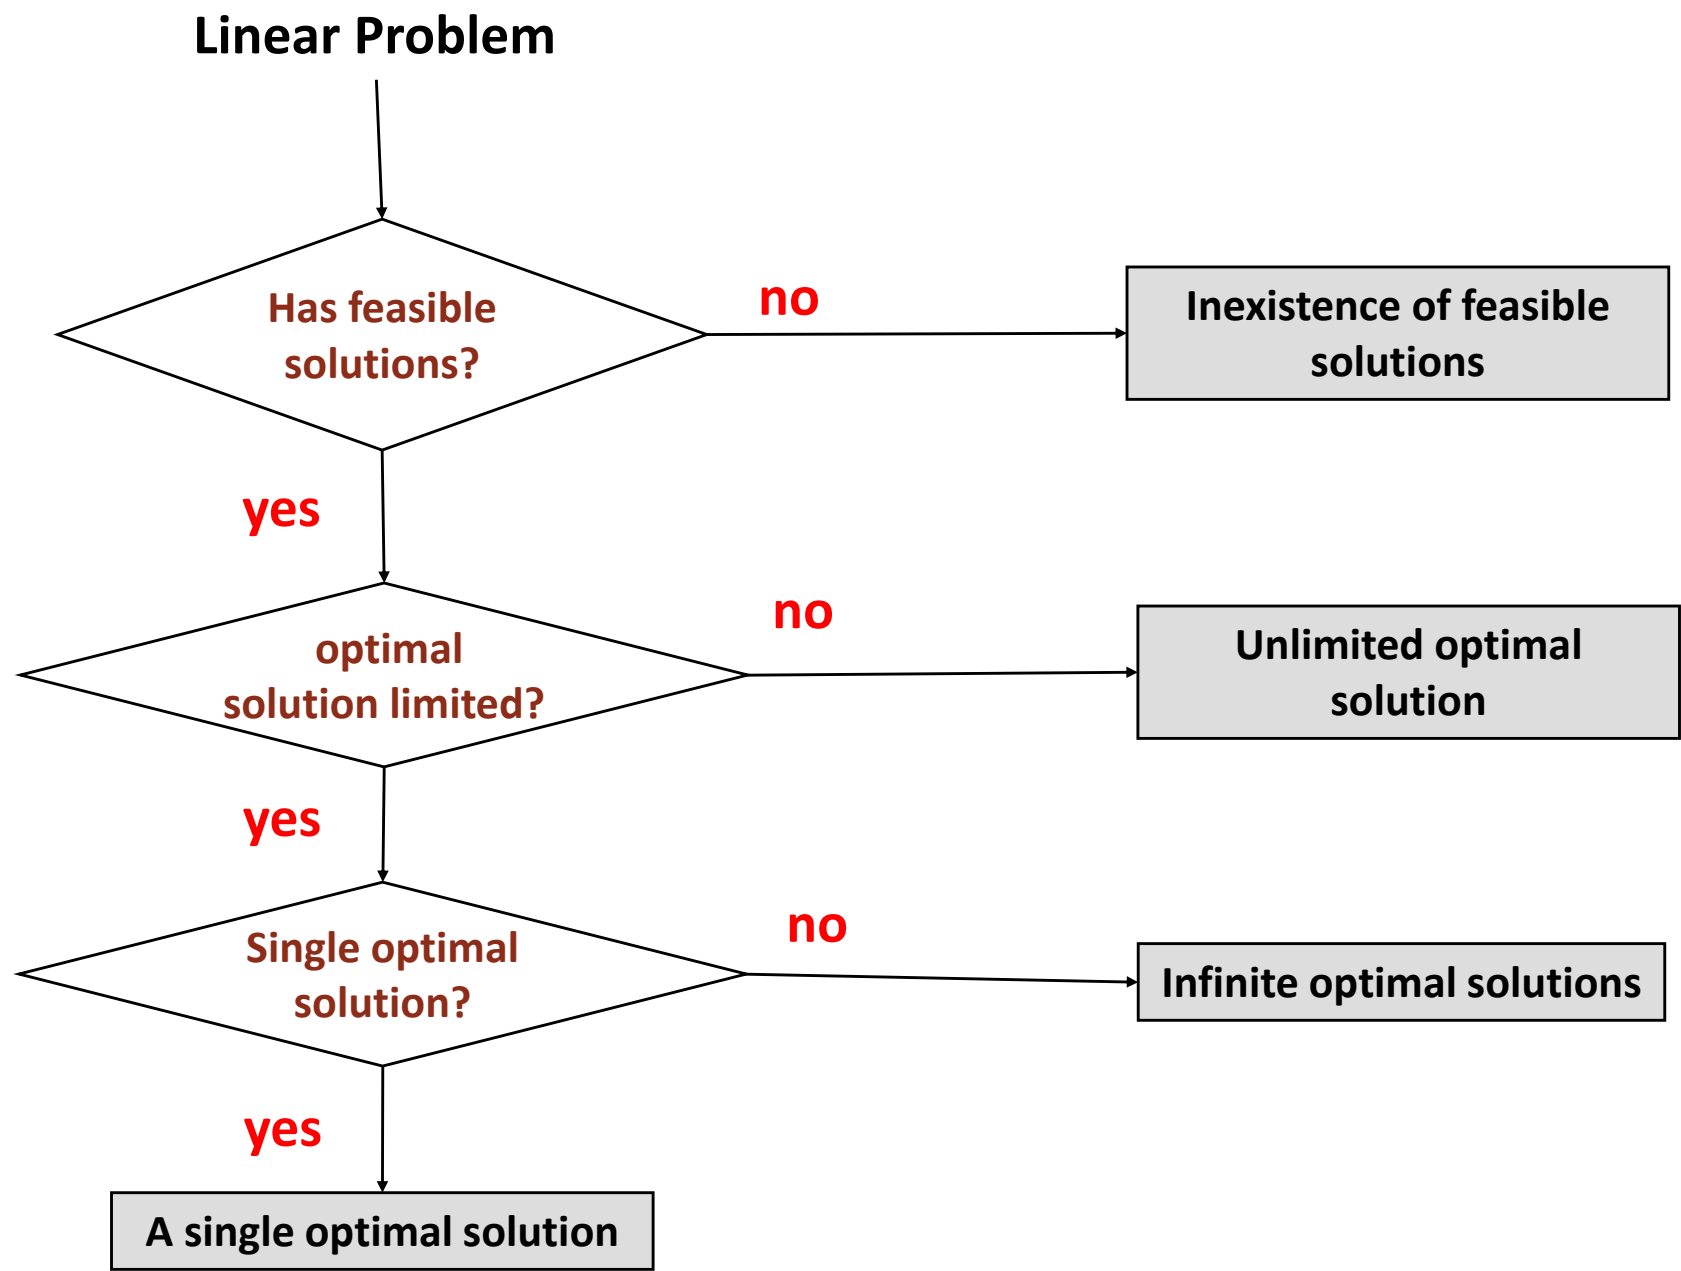 Linear Problem
Has feasible
solutions?
no
Inexistence of feasible
solutions
yes
optimal
solution limited?
no
Unlimited optimal
solution
yes
Single optimal
solution?
no
Infinite optimal solutions
yes
A single optimal solution